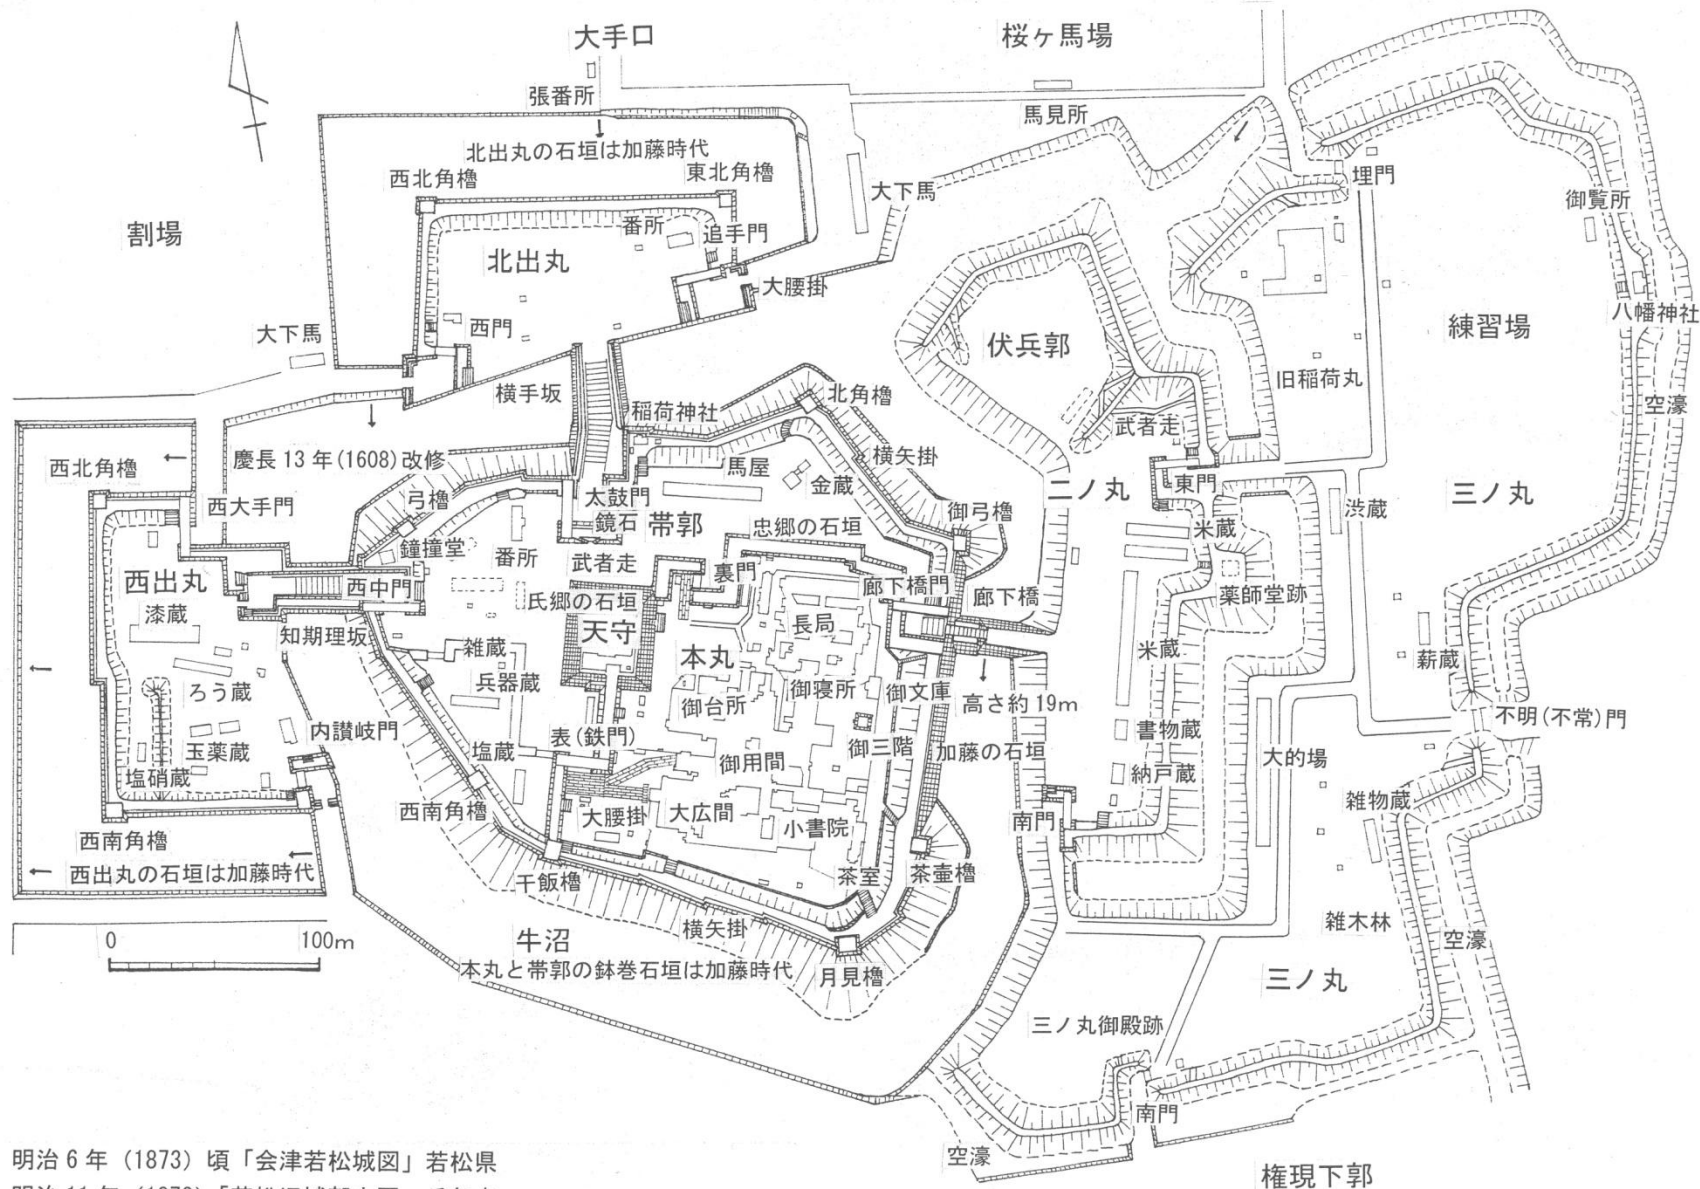 大手口
桜ヶ馬場
張番所
馬見所
北出丸の石垣は加藤時代
西北角櫓
東北角櫓
大下馬
埋門
御覧所
割場
番所
追手門
北出丸
大腰掛
八幡神社
練習場
西門
大下馬
伏兵郭
旧稲荷丸
空濠
横手坂
稲荷神社
北角櫓
武者走
慶長13年(1608)改修
西北角櫓
馬屋
横矢掛
金蔵
二ノ丸
東門
渋蔵
三ノ丸
西大手門
弓櫓
太鼓門
鏡石
帯郭
忠郷の石垣
御弓櫓
米蔵
鐘撞堂
番所
武者走
西出丸
西中門
裏門
廊下橋門
廊下橋
薬師堂跡
氏郷の石垣
漆蔵
知期理坂
天守
長局
雑蔵
本丸
米蔵
薪蔵
ろう蔵
兵器蔵
御寝所
御文庫
高さ約19m
御台所
不明(不常)門
内讃岐門
表(鉄門)
御三階
加藤の石垣
書物蔵
大的場
玉薬蔵
塩蔵
御用間
塩硝蔵
納戸蔵
西南角櫓
大腰掛
大広間
小書院
南門
雑物蔵
西南角櫓
西出丸の石垣は加藤時代
干飯櫓
茶室
茶壷櫓
雑木林
空濠
0
100m
牛沼
横矢掛
本丸と帯郭の鉢巻石垣は加藤時代
月見櫓
三ノ丸
三ノ丸御殿跡
南門
空濠
権現下郭
明治6年(1873)頃「会津若松城図」若松県